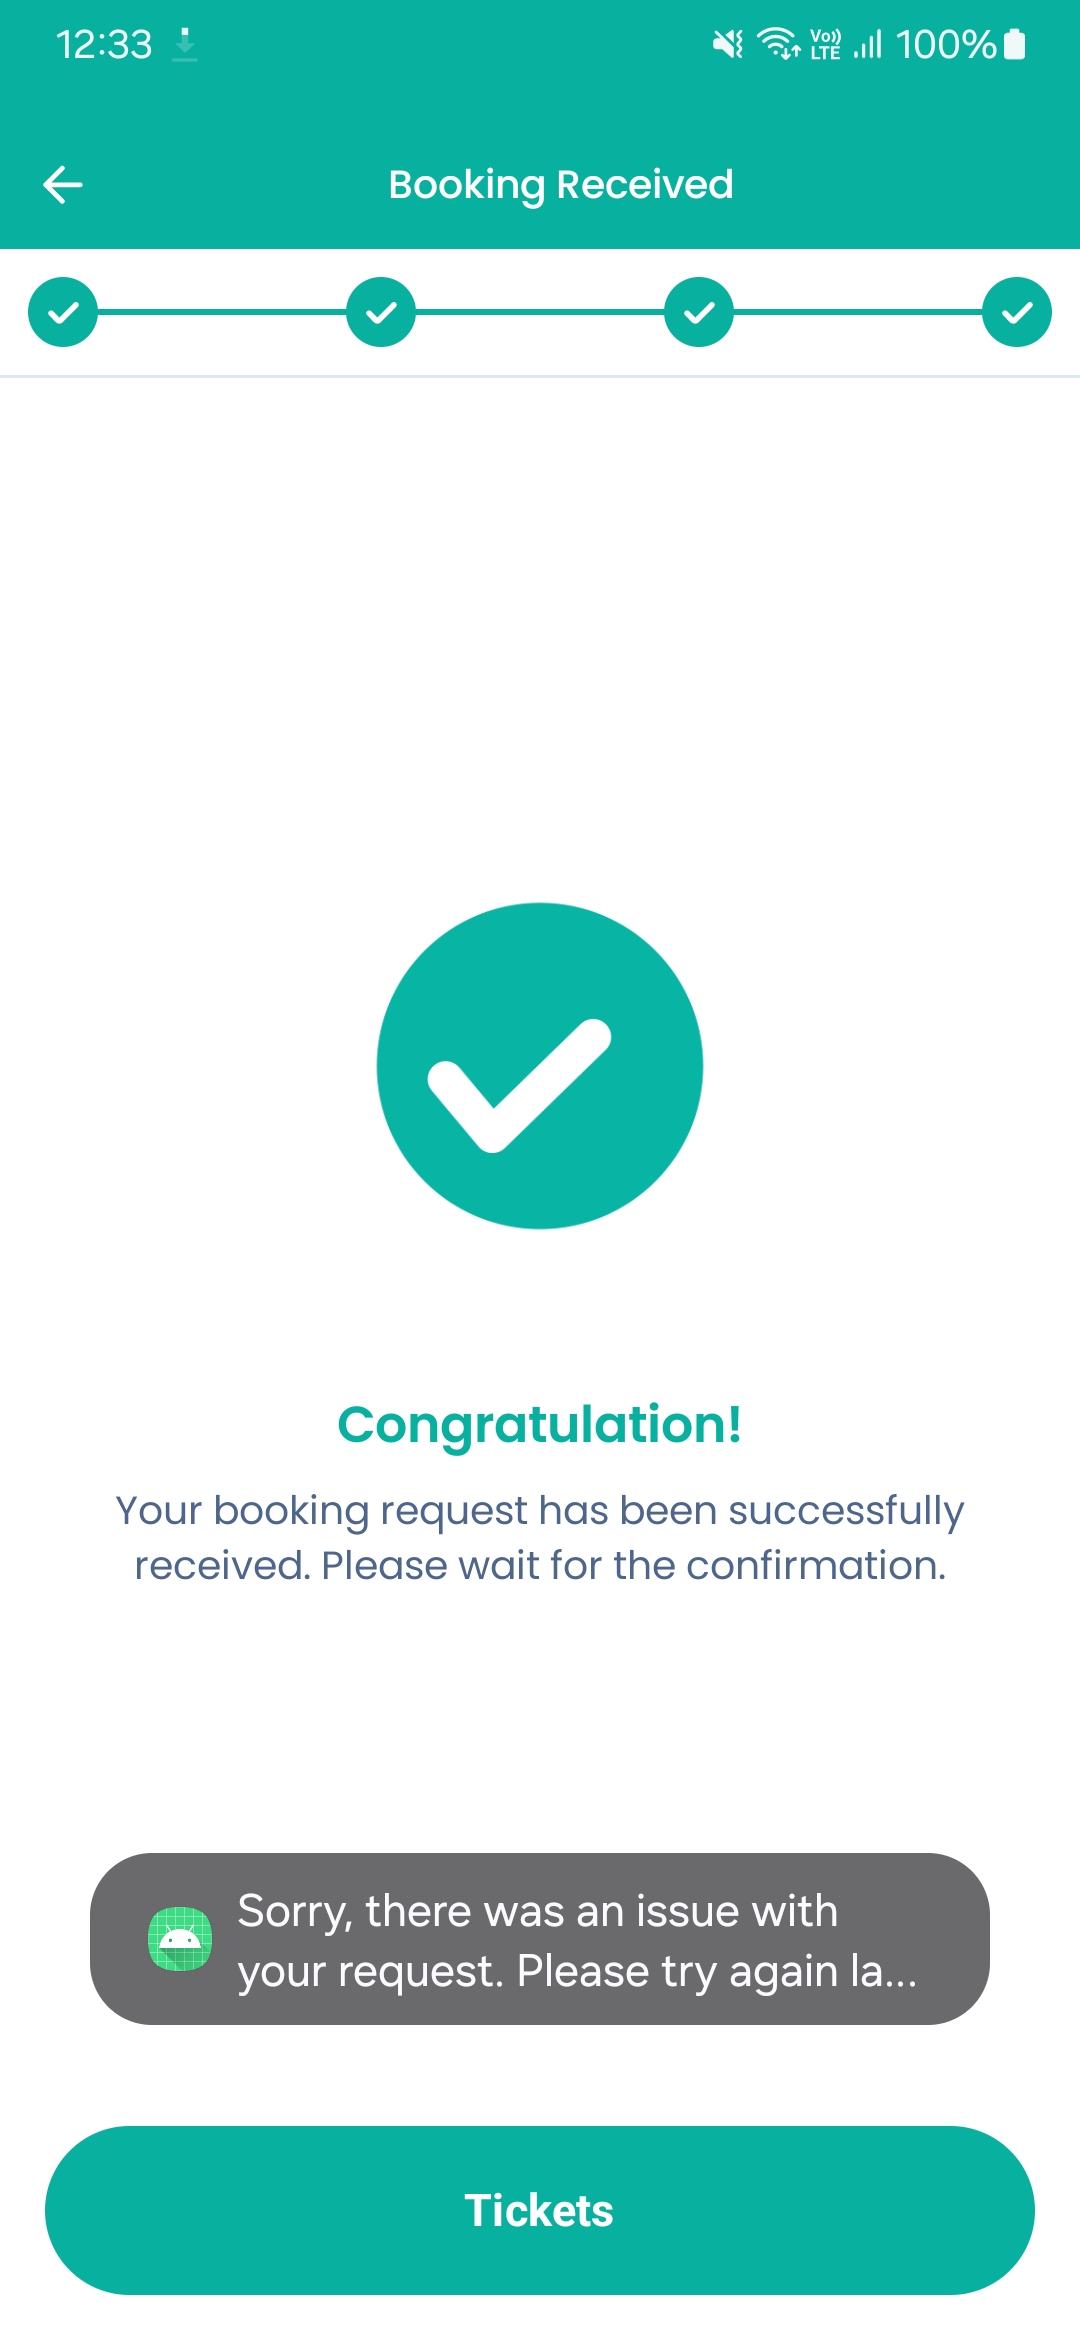 12:33
Vo)) LTE 100%
Booking Received
Congratulation!
Your booking request has been successfully
received. Please wait for the confirmation.
Sorry, there was an issue with
your request. Please try again la...
Tickets